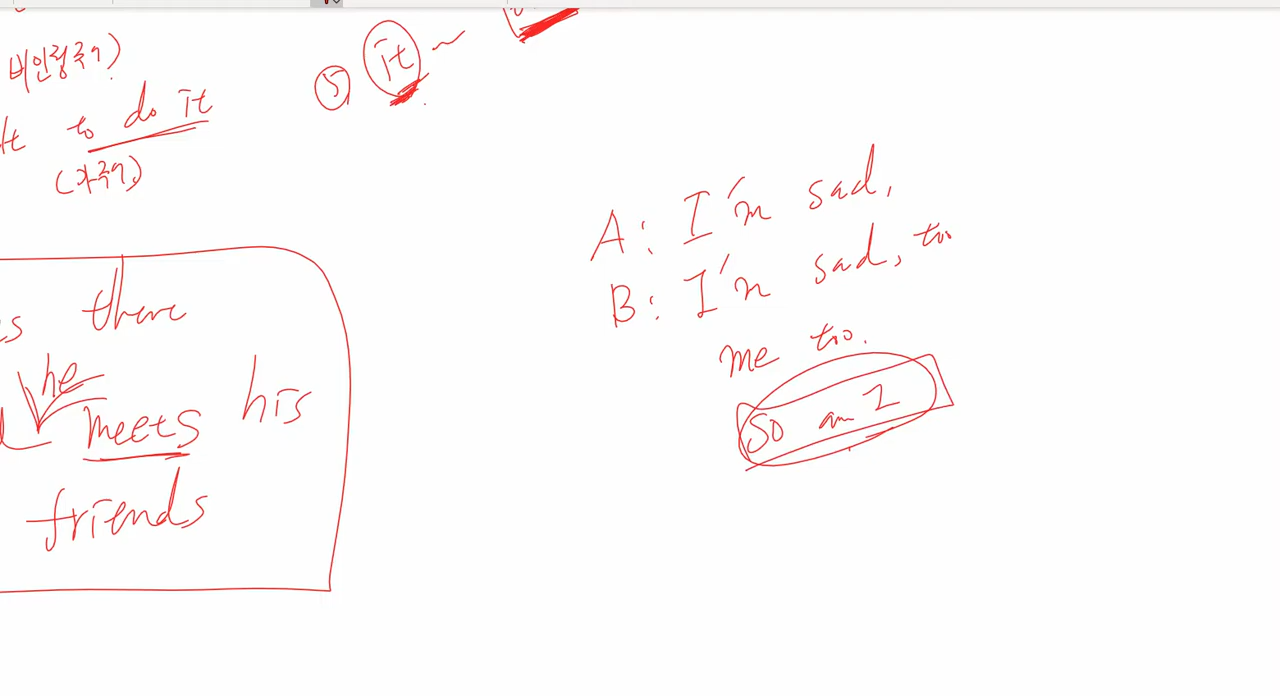 비인칭주어)
to do it
(가주어)
⑤ it ~
A: I'm sad,
B: I'm sad, too
me too.
so am I
there
he
meets his
friends